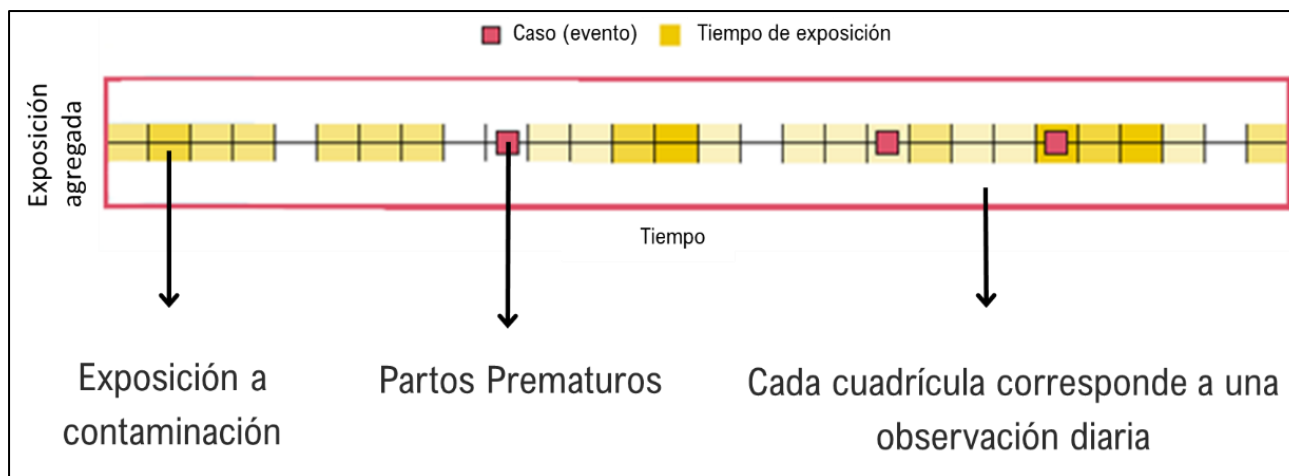 Caso (evento) Tiempo de exposición
Exposición
agregada
Tiempo
Exposición a
contaminación
Partos Prematuros
Cada cuadrícula corresponde a una
observación diaria